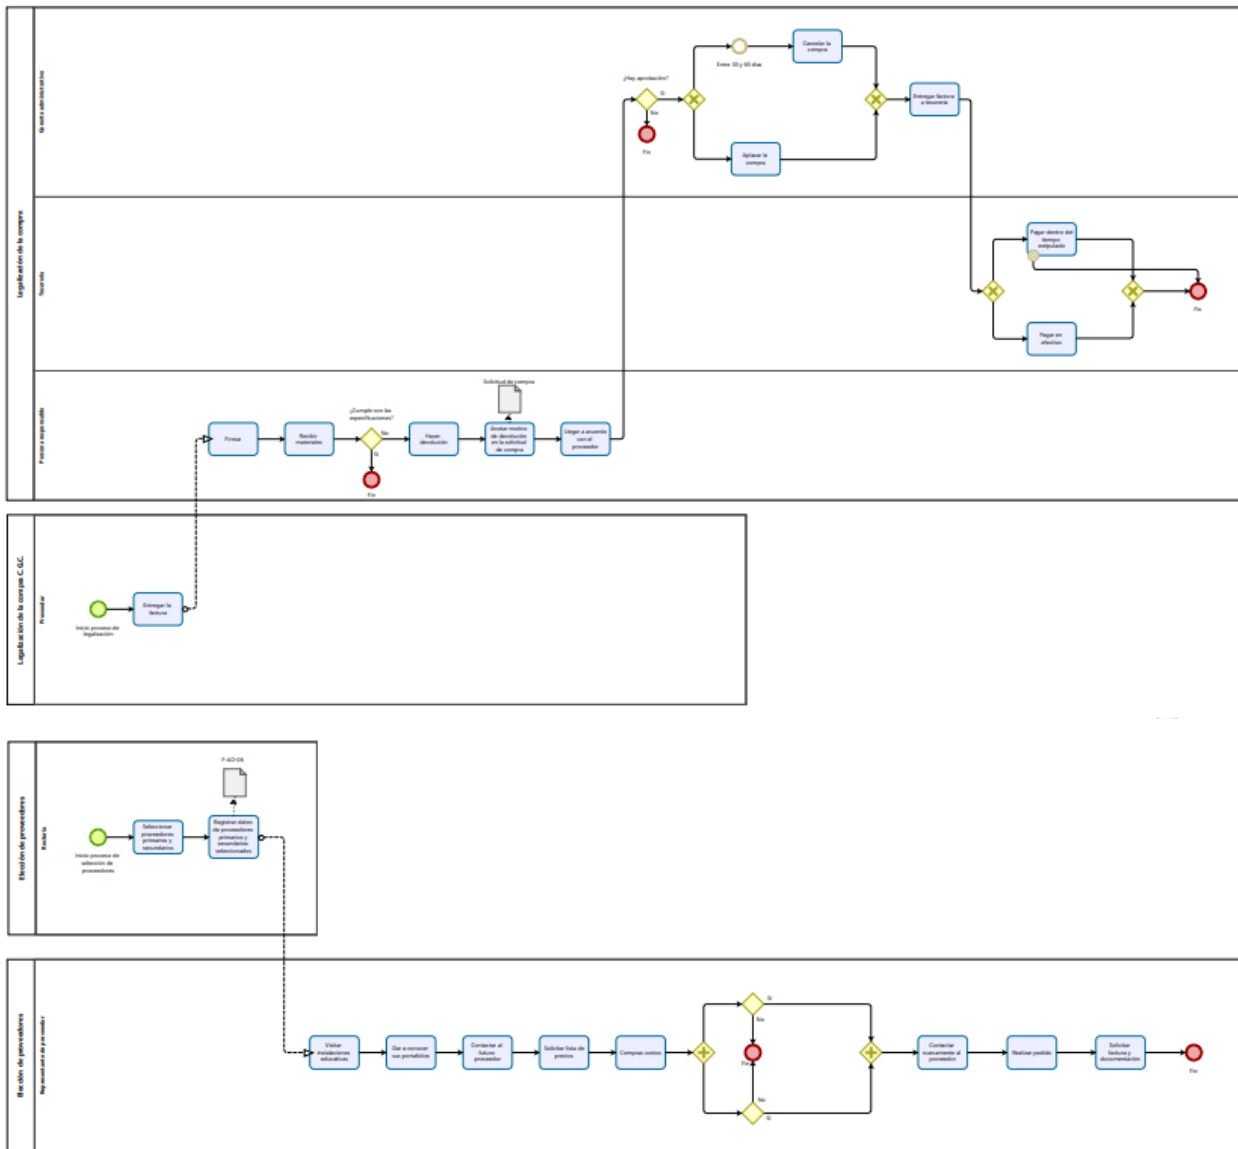 Legalización de la compra
Gerente administrativo
¿Hay aprobación?
Si
No
Fin
Entre 30 y 60 días
Cancelar la
compra
Aplazar la
compra
Entregar factura
a tesorería
Tesorería
Pagar dentro del
tiempo
estipulado
Pagar en
efectivo
Fin
Persona responsable
Firmar
Recibir
materiales
¿Cumple con las
especificaciones?
No
Si
Fin
Hacer
devolución
Solicitud de compra
Anotar motivo
de devolución
en la solicitud
de compra
Llegar a acuerdo
con el
proveedor
Legalización de la compra C. G.C.
Proveedor
Inicio proceso de
legalización
Entregar la
factura
Elección de proveedores
Rectoría
Inicio proceso de
selección de
proveedores
Seleccionar
proveedores
primarios y
secundarios
Registrar datos
de proveedores
primarios y
secundarios
seleccionados
Elección de proveedores
Representante de proveedor
Visitar
instalaciones
educativas
Dar a conocer
sus portafolios
Contactar al
futuro
proveedor
Solicitar lista de
precios
Comprar costos
Si
No
Fin
No
Si
Contactar
nuevamente al
proveedor
Realizar pedido
Solicitar
factura y
documentación
Fin